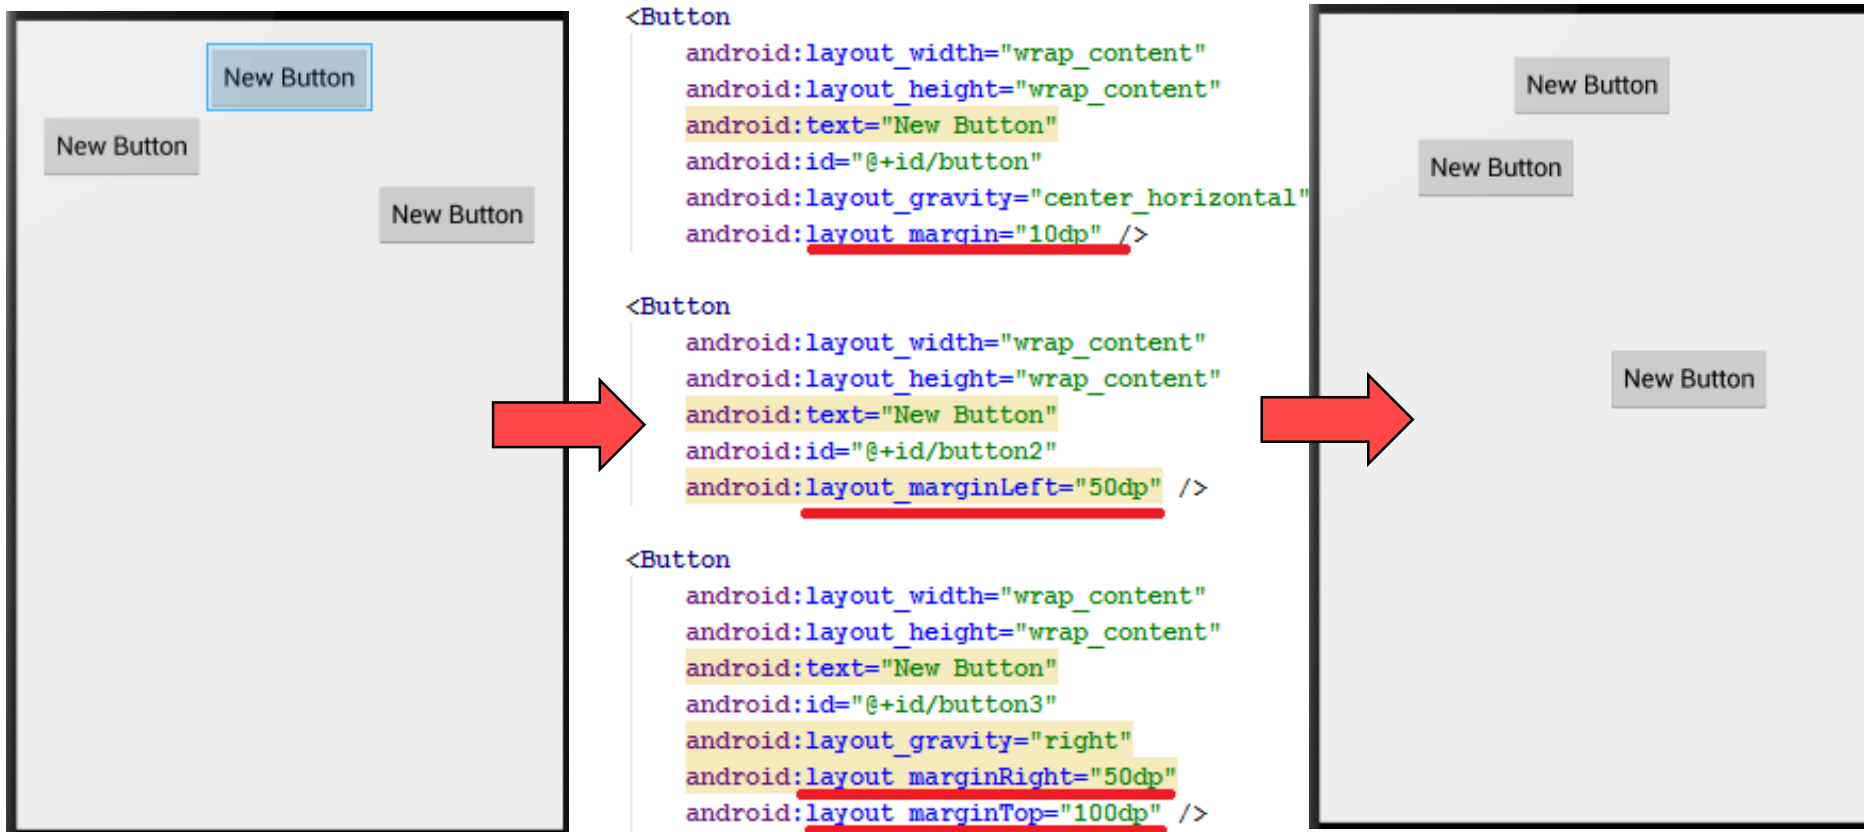 New Button
New Button
New Button
<Button
android:layout_width="wrap_content"
android:layout_height="wrap_content"
android:text="New Button"
android:id="@+id/button"
android:layout_gravity="center_horizontal"
android:layout_margin="10dp" />
<Button
android:layout_width="wrap_content"
android:layout_height="wrap_content"
android:text="New Button"
android:id="@+id/button2"
android:layout_marginLeft="50dp" />
<Button
android:layout_width="wrap_content"
android:layout_height="wrap_content"
android:text="New Button"
android:id="@+id/button3"
android:layout_gravity="right"
android:layout_marginRight="50dp"
android:layout_marginTop="100dp" />
New Button
New Button
New Button